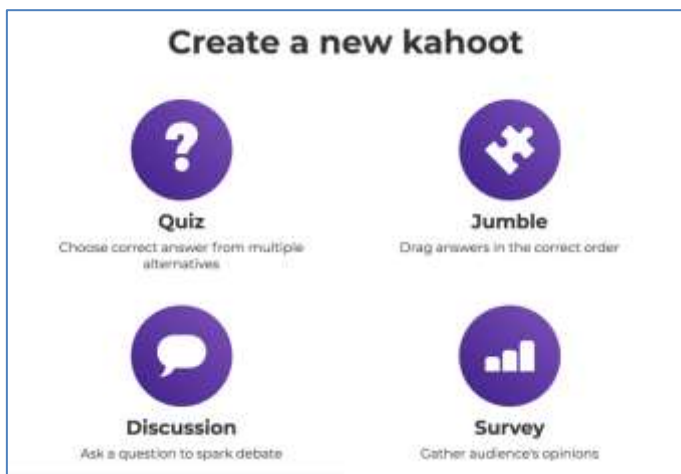 Create a new kahoot
Quiz
Choose correct answer from multiple
alternatives
Jumble
Drag answers in the correct order
Discussion
Ask a question to spark debate
Survey
Gather audience's opinions